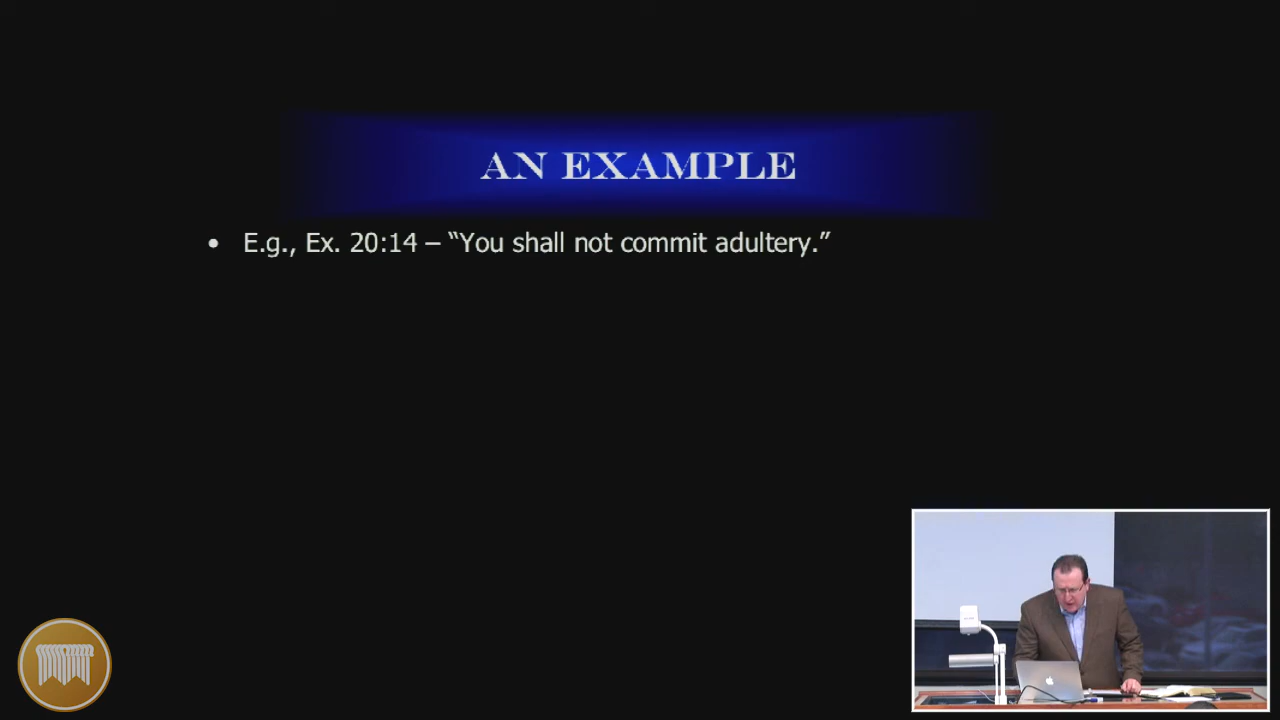 AN EXAMPLE
• E.g., Ex. 20:14 – “You shall not commit adultery.”